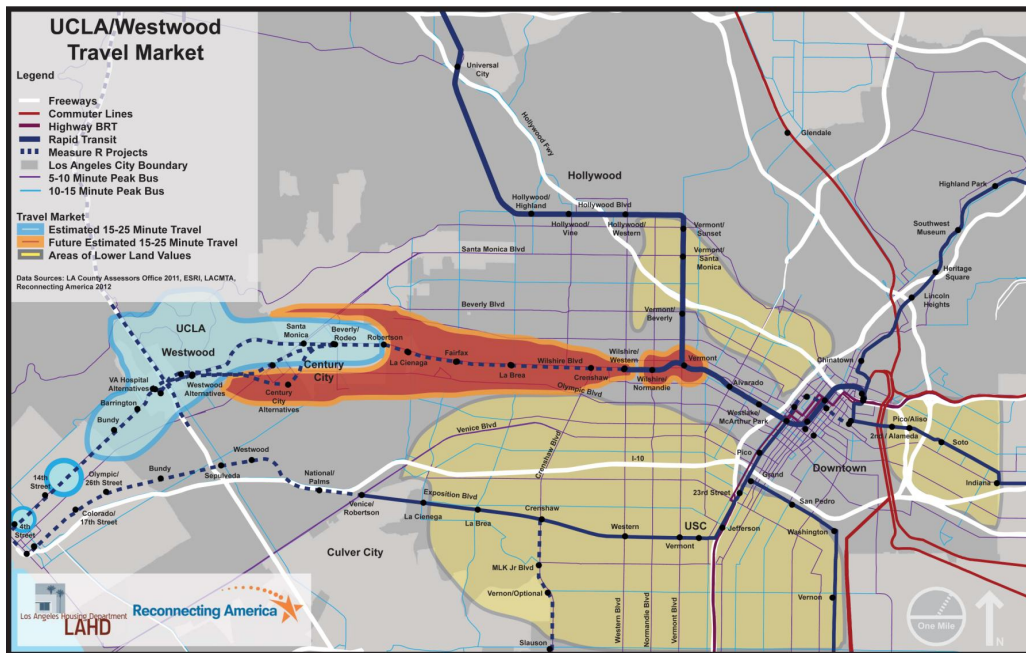 UCLA/Westwood
Travel Market
Legend
Freeways
Commuter Lines
Highway BRT
Rapid Transit
Measure R Projects
Los Angeles City Boundary
5-10 Minute Peak Bus
10-15 Minute Peak Bus
Travel Market
Estimated 15-25 Minute Travel
Future Estimated 15-25 Minute Travel
Areas of Lower Land Values
Data Sources: LA County Assessors Office 2011, ESRI, LACMTA,
Reconnecting America 2012
Universal
City
Hollywood Fwy
Glendale
Hollywood
Highland Park
Hollywood/
Highland
Hollywood Blvd
Hollywood/
Vine
Hollywood/
Western
Vermont/
Sunset
Southwest
Museum
Santa Monica Blvd
Vermont/
Santa
Monica
Heritage
Square
Lincoln
Heights
Beverly Blvd
Vermont/
Beverly
UCLA
Santa
Monica
Beverly/
Rodeo
Robertson
Westwood
La Cienega
Fairfax
La Brea
Wilshire Blvd
Crenshaw
Wilshire/
Western
Wilshire/
Normandie
Vermont
Chinatown
Century
City
VA Hospital
Alternatives
Westwood
Alternatives
Century
City
Alternatives
Olympic Blvd
Alvarado
Barrington
Bundy
Westlake/
McArthur Park
Pico/Aliso
2nd / Alameda
Soto
Venice Blvd
Crenshaw Blvd
I-10
Pico
Grand
Downtown
Indiana
14th
Street
Olympic/
26th Street
Bundy
Sepulveda
Westwood
National/
Palms
23rd Street
San Pedro
4th
Street
Colorado/
17th Street
Venice/
Robertson
Exposition Blvd
La Cienega
La Brea
Crenshaw
Western
Vermont
USC
Jefferson
Washington
Culver City
MLK Jr Blvd
Vernon/Optional
Vernon
Slauson
Western Blvd
Normandie Blvd
Vermont Blvd
Los Angeles Housing Department
LAHD
Reconnecting America
One Mile
N